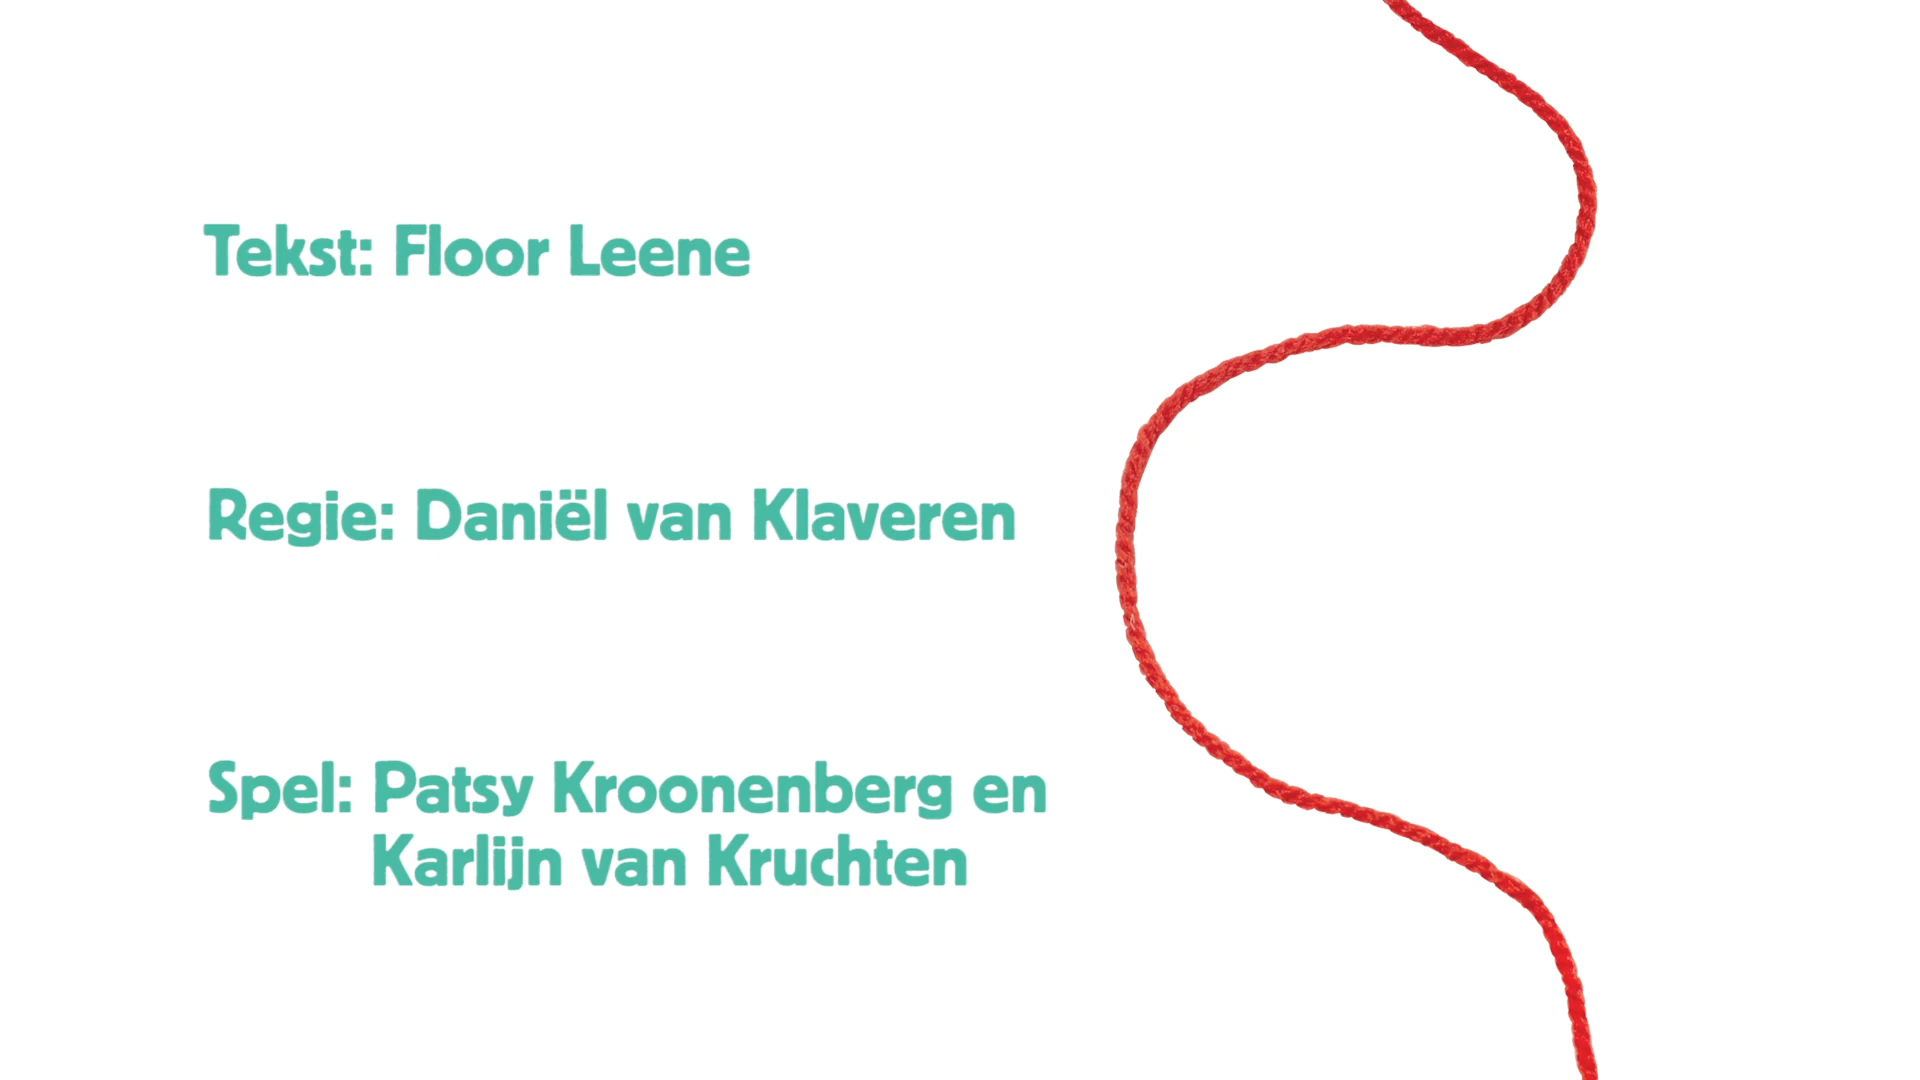 Tekst: Floor Leene
Regie: Daniël van Klaveren
Spel: Patsy Kroonenberg en
Karlijn van Kruchten